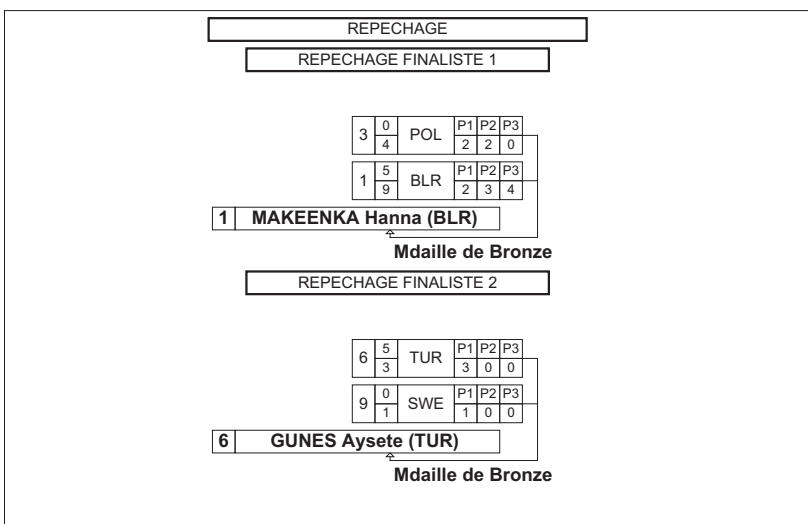 REPECHAGE
REPECHAGE FINALISTE 1
3 0 POL P1 P2 P3
4 2 2 0
1 5 BLR P1 P2 P3
9 2 3 4
1 MAKEENKA Hanna (BLR)
Mdaille de Bronze
REPECHAGE FINALISTE 2
6 5 TUR P1 P2 P3
3 3 0 0
9 0 SWE P1 P2 P3
1 1 0 0
6 GUNES Aysete (TUR)
Mdaille de Bronze